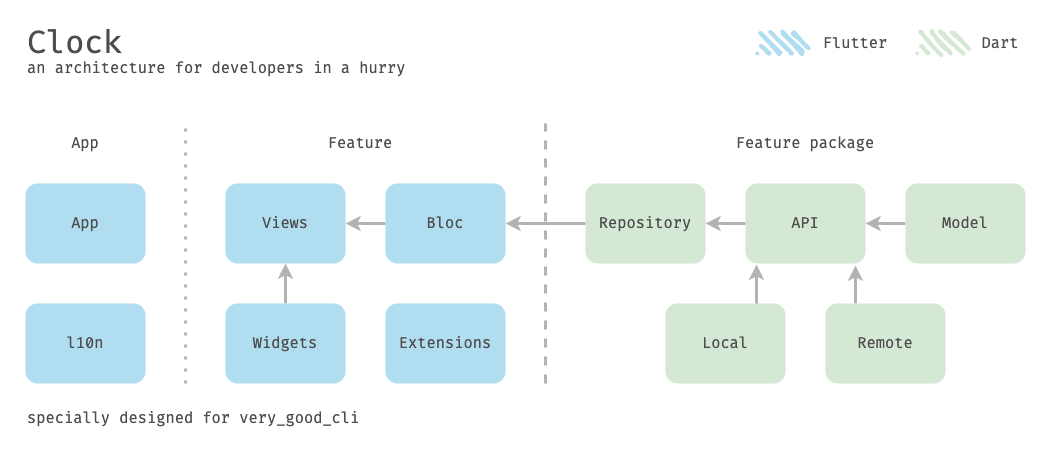 Clock
an architecture for developers in a hurry
Flutter
Dart
App
Feature
Feature package
App
Views
Bloc
Repository
API
Model
l10n
Widgets
Extensions
Local
Remote
specially designed for very_good_cli